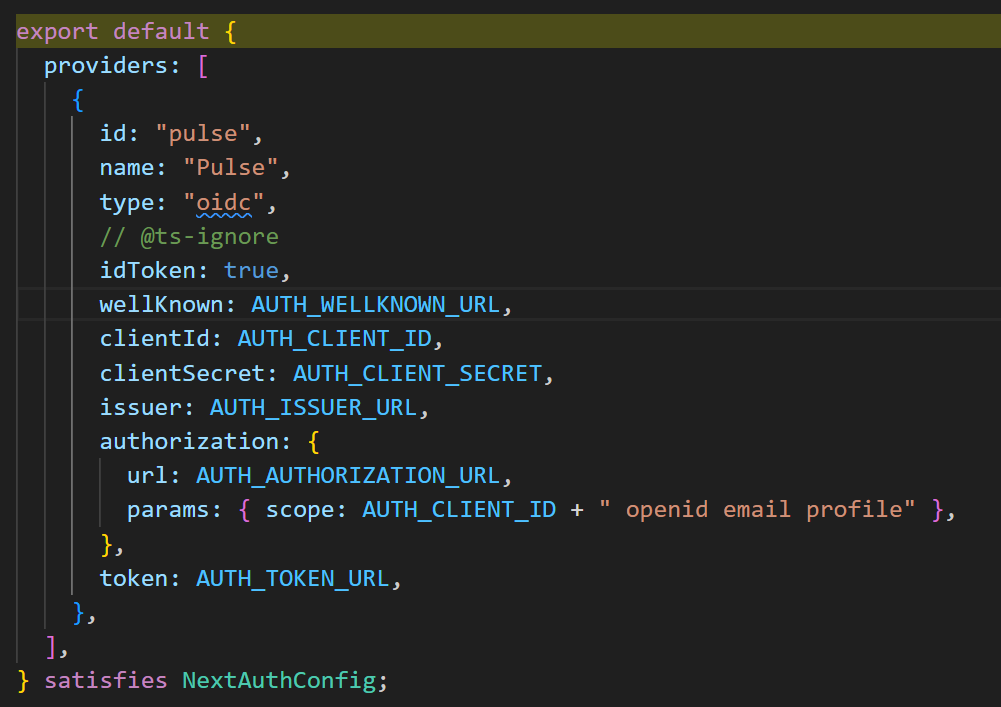 export default {
providers: [
{
id: "pulse",
name: "Pulse",
type: "oidc",
// @ts-ignore
idToken: true,
wellKnown: AUTH_WELLKNOWN_URL,
clientId: AUTH_CLIENT_ID,
clientSecret: AUTH_CLIENT_SECRET,
issuer: AUTH_ISSUER_URL,
authorization: {
url: AUTH_AUTHORIZATION_URL,
params: { scope: AUTH_CLIENT_ID + " openid email profile" },
},
token: AUTH_TOKEN_URL,
},
],
} satisfies NextAuthConfig;